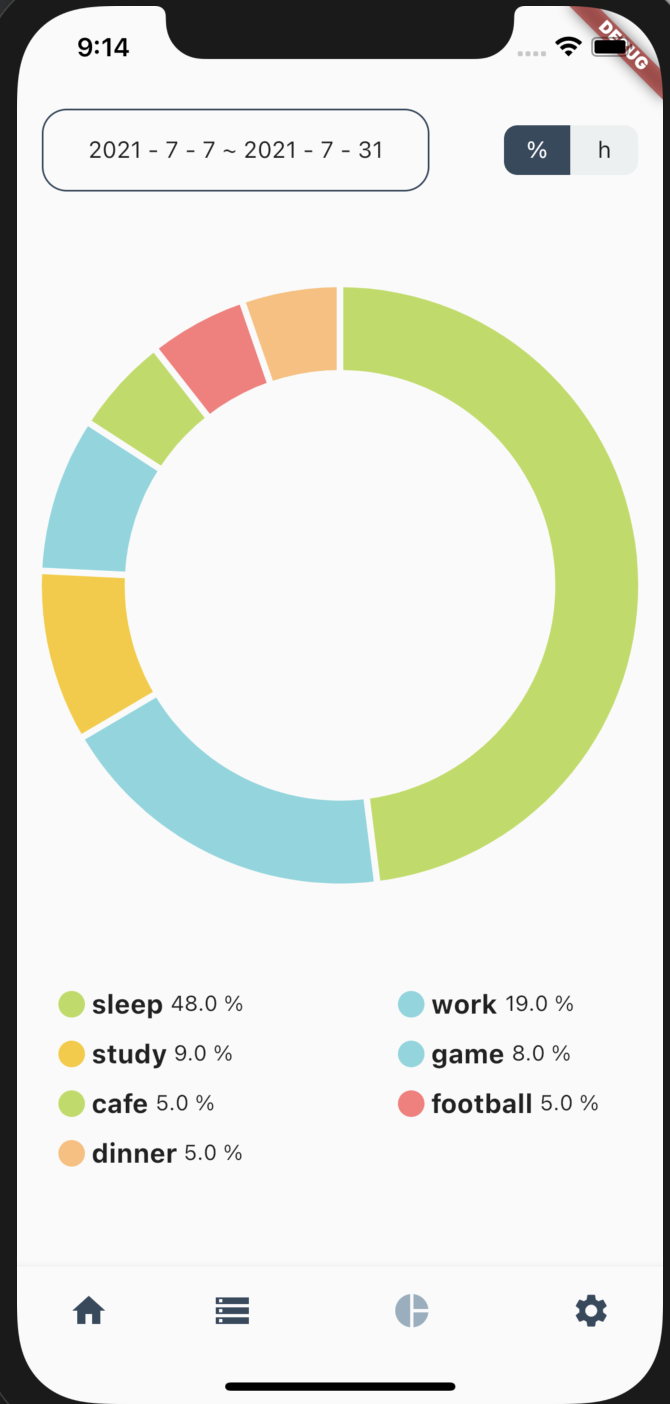 9:14
DEBUG
2021 - 7 - 7 ~ 2021 - 7 - 31
% h
sleep 48.0 %
work 19.0 %
study 9.0 %
game 8.0 %
cafe 5.0 %
football 5.0 %
dinner 5.0 %